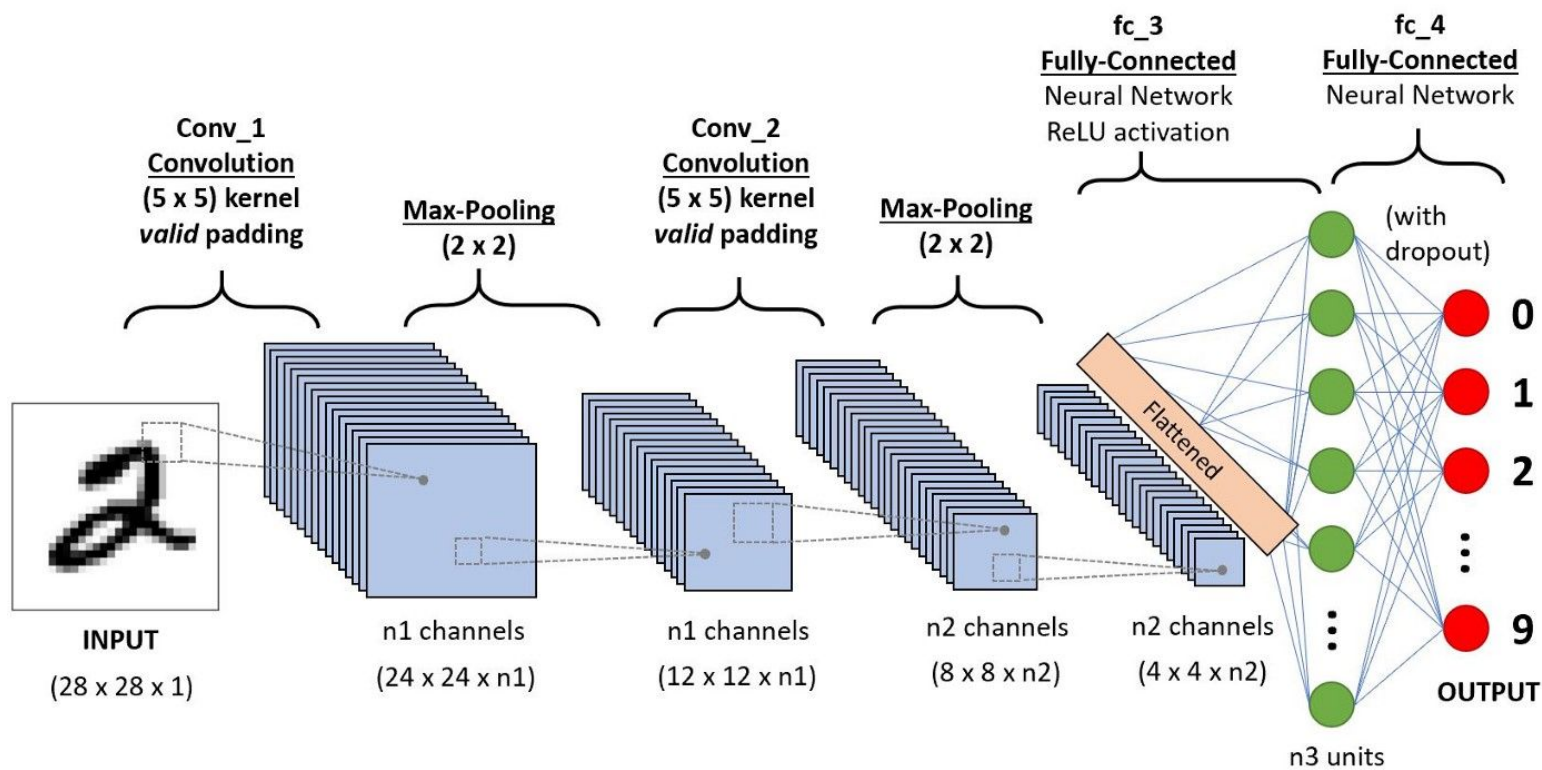 Conv_1
Convolution
(5 x 5) kernel
valid padding
Max-Pooling
(2 x 2)
Conv_2
Convolution
(5 x 5) kernel
valid padding
Max-Pooling
(2 x 2)
fc_3
Fully-Connected
Neural Network
ReLU activation
fc_4
Fully-Connected
Neural Network
(with
dropout)
2
INPUT
(28 x 28 x 1)
n1 channels
(24 x 24 x n1)
n1 channels
(12 x 12 x n1)
n2 channels
(8 x 8 x n2)
n2 channels
(4 x 4 x n2)
Flattened
n3 units
0
1
2
⋮
9
OUTPUT